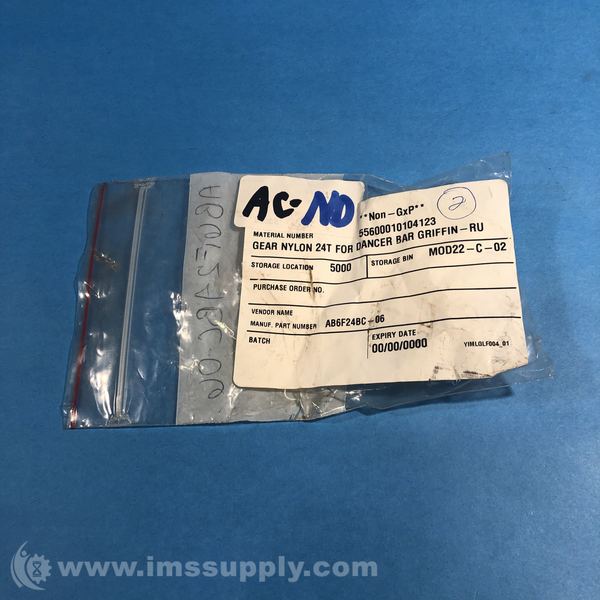 AC-NO
**Non-GxP**
2
MATERIAL NUMBER 55600010104123
GEAR NYLON 24T FOR DANCER BAR GRIFFIN-RU
STORAGE LOCATION 5000 STORAGE BIN MOD22-C-02
PURCHASE ORDER NO.
VENDOR NAME
MANUF. PART NUMBER AB6F24BC-06
BATCH EXPIRY DATE
00/00/0000 YIMLGLF004_01
AB6F24BC-06
www.imssupply.com